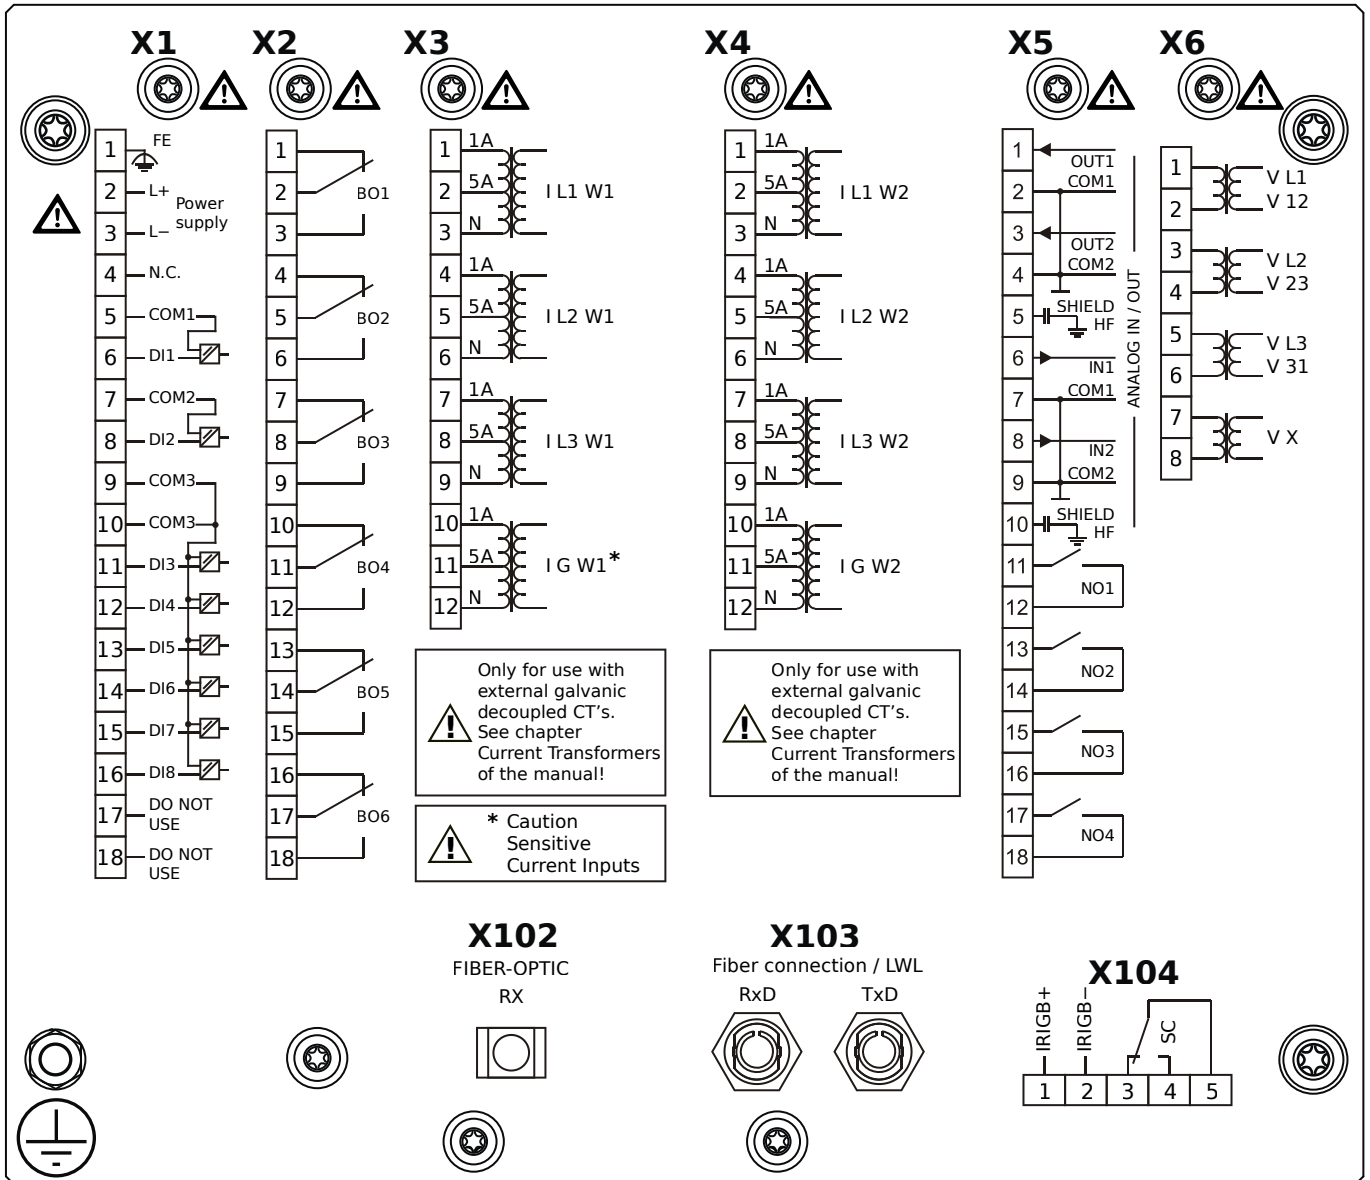 X1 X2 X3 X4 X5 X6
1 FE
2 L+ Power
3 L− supply
4 N.C.
5 COM1
6 DI1
7 COM2
8 DI2
9 COM3
10 COM3
11 DI3
12 DI4
13 DI5
14 DI6
15 DI7
16 DI8
17 DO NOT
USE
18 DO NOT
USE
1
2 BO1
3
4
5 BO2
6
7
8 BO3
9
10
11 BO4
12
13
14 BO5
15
16
17 BO6
18
1 1A
2 5A I L1 W1
3 N
4 1A
5 5A I L2 W1
6 N
7 1A
8 5A I L3 W1
9 N
10 1A
11 5A I G W1*
12 N
Only for use with
external galvanic
decoupled CT's.
See chapter
Current Transformers
of the manual!
* Caution
Sensitive
Current Inputs
1 1A
2 5A I L1 W2
3 N
4 1A
5 5A I L2 W2
6 N
7 1A
8 5A I L3 W2
9 N
10 1A
11 5A I G W2
12 N
Only for use with
external galvanic
decoupled CT's.
See chapter
Current Transformers
of the manual!
1 OUT1
2 COM1
3 OUT2
4 COM2
5 SHIELD
HF
6 IN1
7 COM1
8 IN2
9 COM2
10 SHIELD
HF
ANALOG IN / OUT
11
NO1
12
13
NO2
14
15
NO3
16
17
NO4
18
1 V L1
2 V 12
3 V L2
4 V 23
5 V L3
6 V 31
7 V X
8
X102
FIBER-OPTIC
RX
X103
Fiber connection / LWL
RxD TxD
X104
IRIGB+ IRIGB− SC
1 2 3 4 5